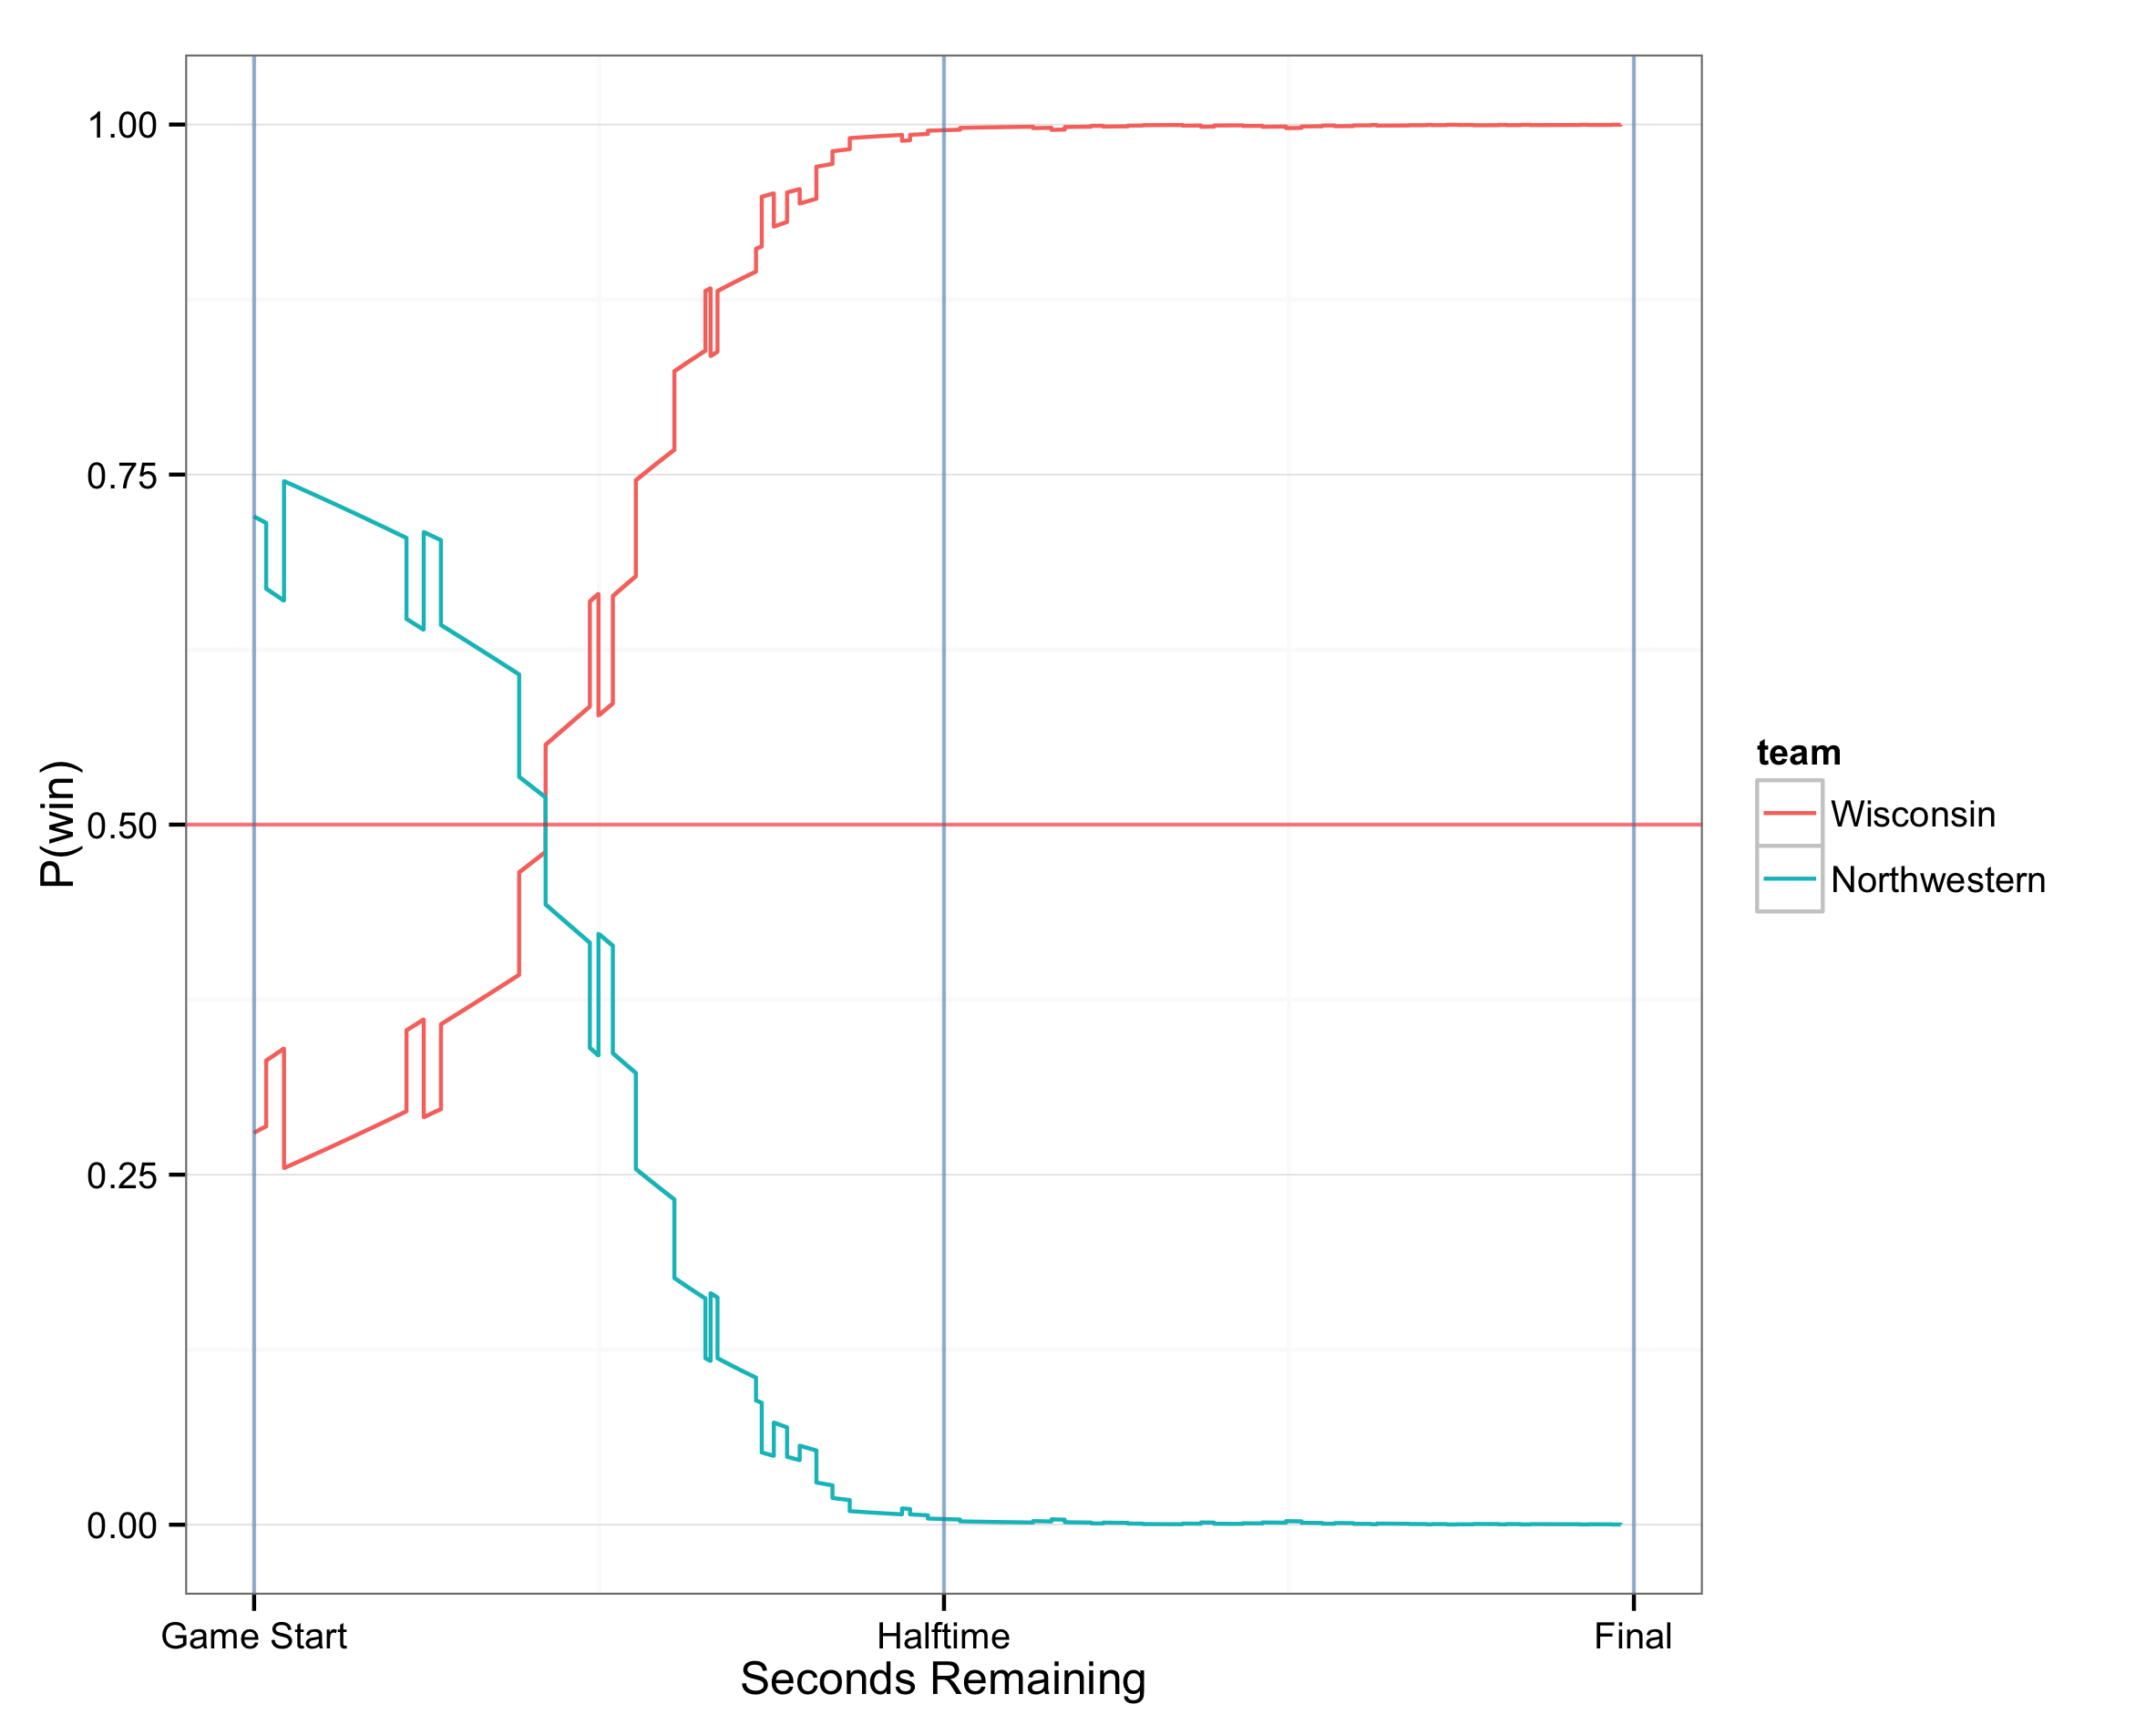 1.00
0.75
0.50
0.25
0.00
P(win)
Game Start
Halftime
Final
Seconds Remaining
team
Wisconsin
Northwestern